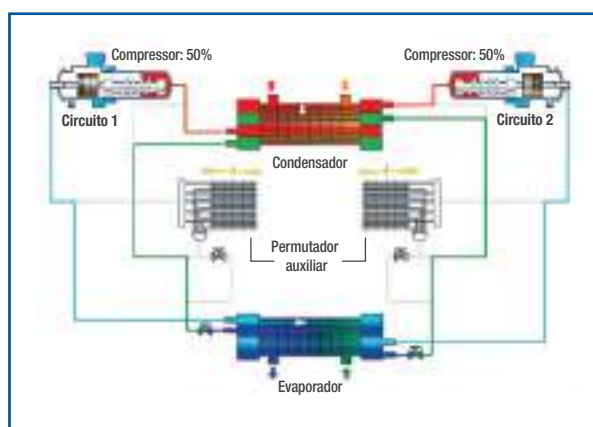 Compressor: 50%
Compressor: 50%
Circuito 1
Circuito 2
Condensador
Permutador
auxiliar
Evaporador